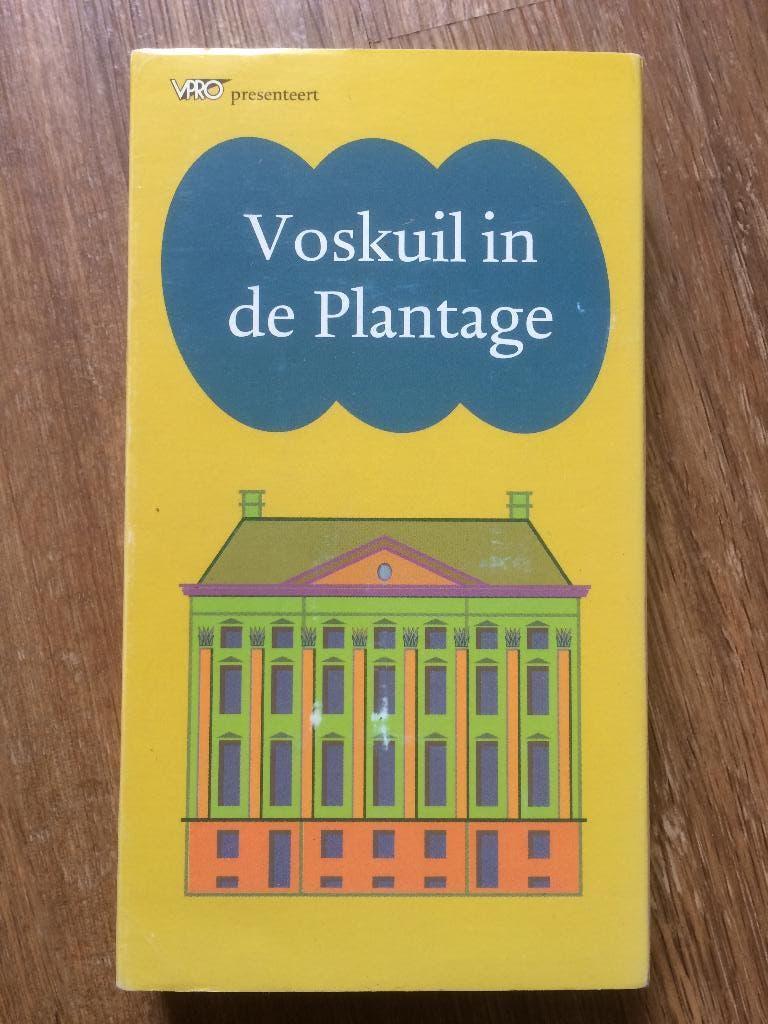 VPRO presenteert
Voskuil in
de Plantage